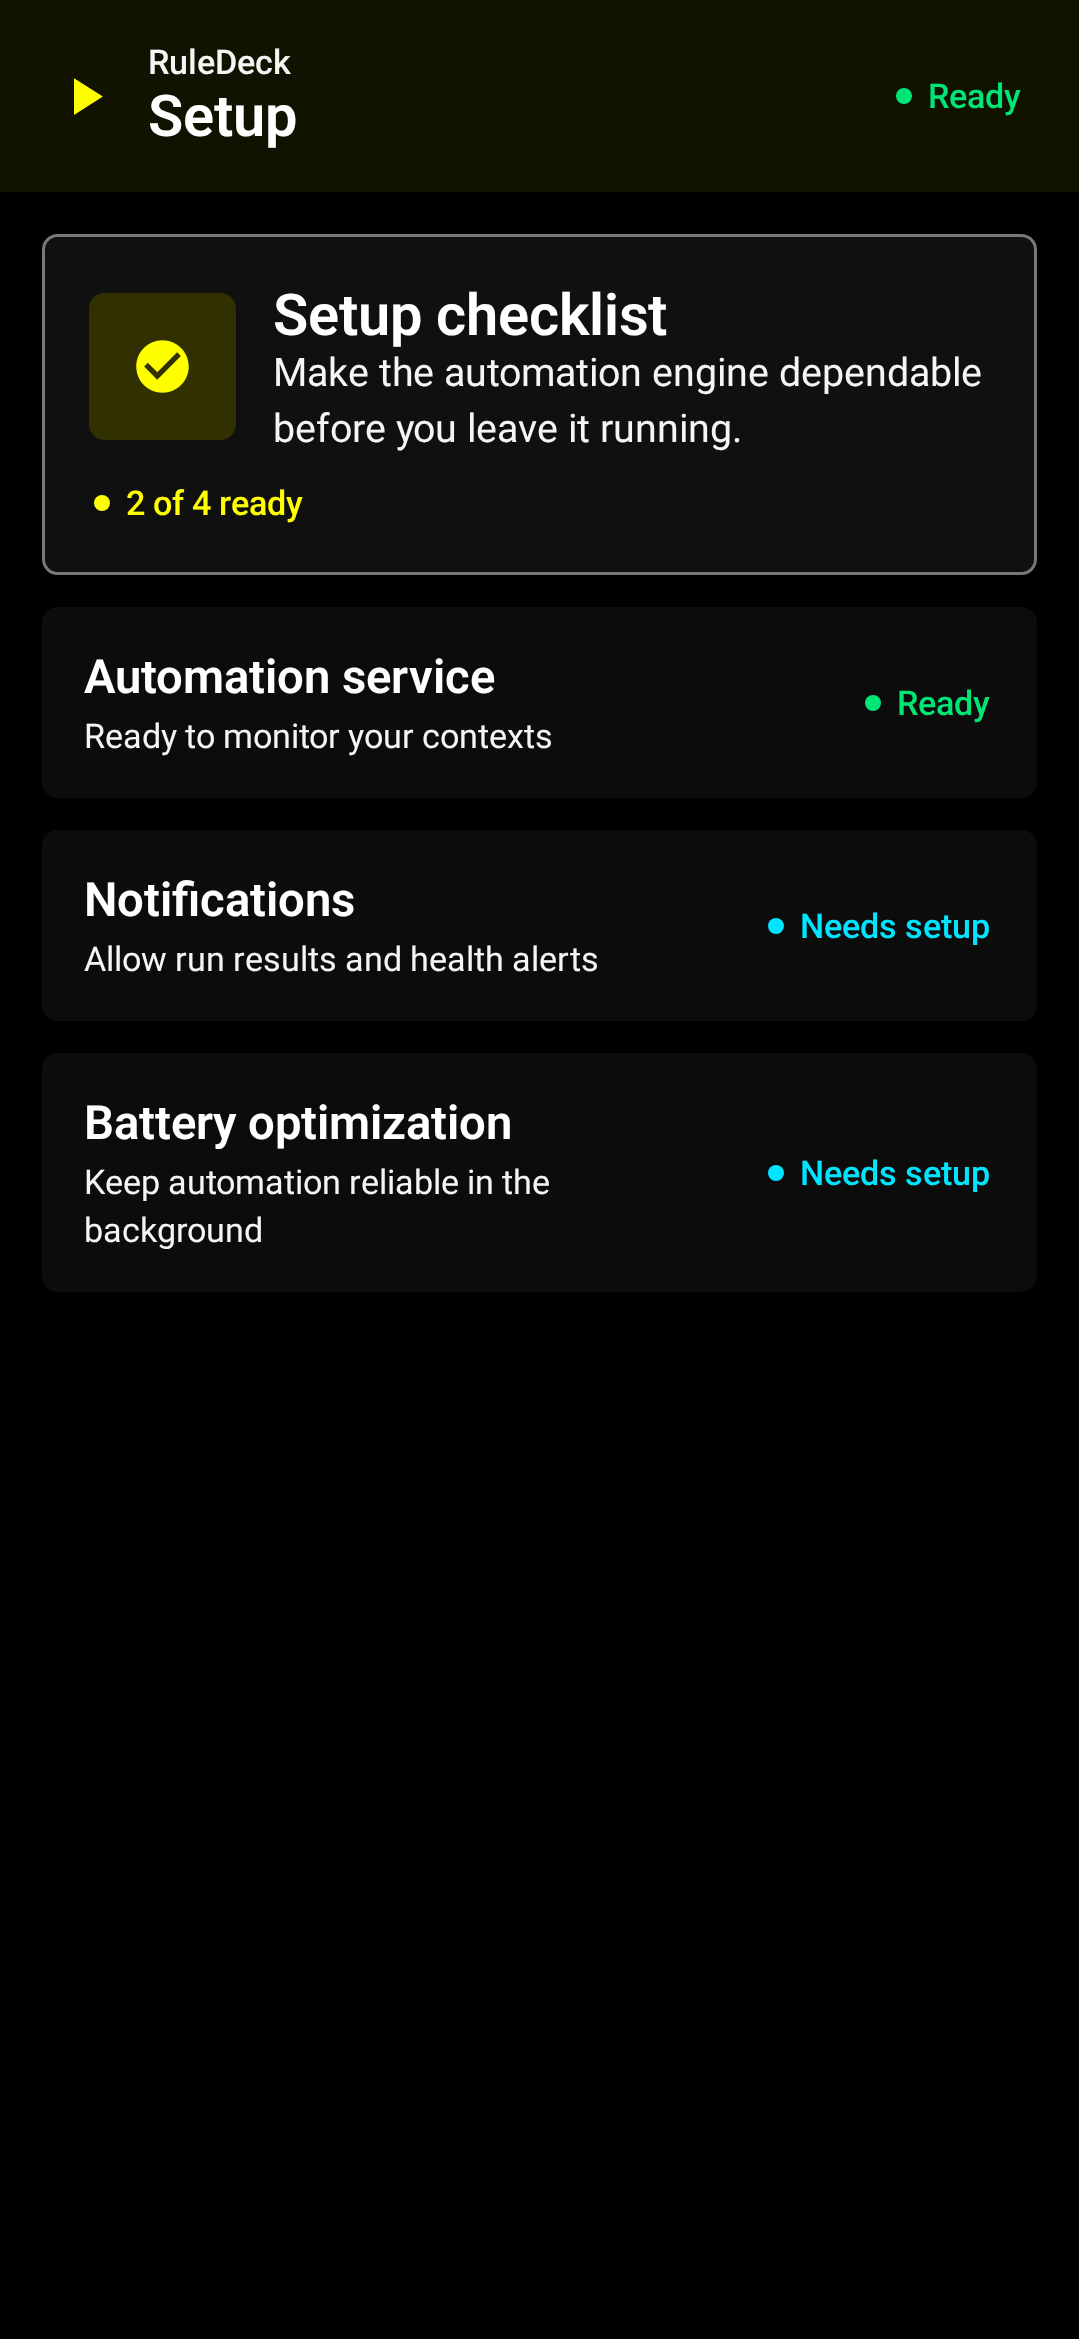 RuleDeck
Setup
Ready
Setup checklist
Make the automation engine dependable
before you leave it running.
2 of 4 ready
Automation service
Ready to monitor your contexts
Ready
Notifications
Allow run results and health alerts
Needs setup
Battery optimization
Keep automation reliable in the
background
Needs setup